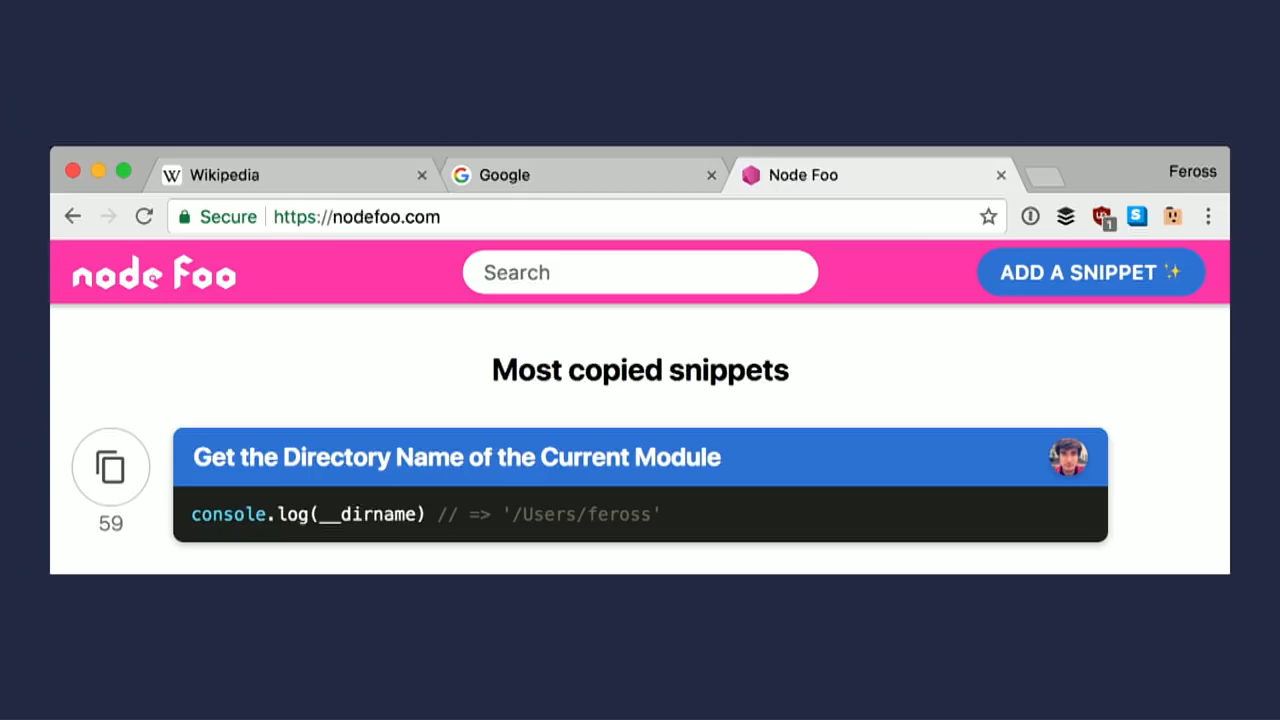 Wikipedia
Google
Node Foo
Feross
Secure https://nodefoo.com
1
node foo
Search
ADD A SNIPPET ✨
Most copied snippets
Get the Directory Name of the Current Module
console.log(__dirname) // => '/Users/feross'
59